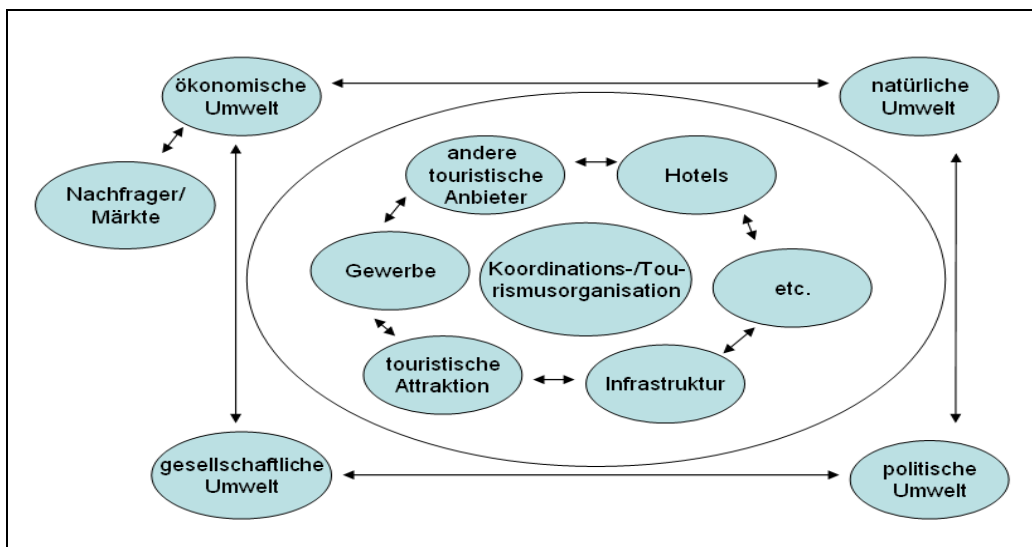 ökonomische
Umwelt
natürliche
Umwelt
Nachfrager/
Märkte
andere
touristische
Anbieter
Hotels
Gewerbe
Koordinations-/Tou-
rismusorganisation
etc.
touristische
Attraktion
Infrastruktur
gesellschaftliche
Umwelt
politische
Umwelt